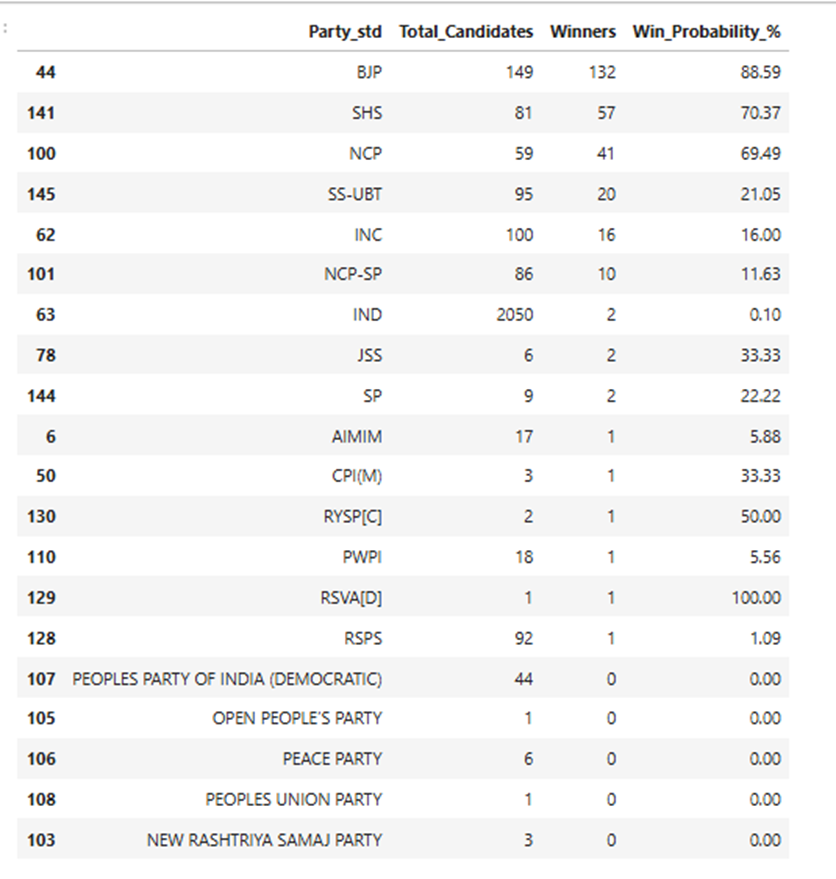 Party_std Total_Candidates Winners Win_Probability_%
44 BJP 149 132 88.59
141 SHS 81 57 70.37
100 NCP 59 41 69.49
145 SS-UBT 95 20 21.05
62 INC 100 16 16.00
101 NCP-SP 86 10 11.63
63 IND 2050 2 0.10
78 JSS 6 2 33.33
144 SP 9 2 22.22
6 AIMIM 17 1 5.88
50 CPI(M) 3 1 33.33
130 RYSP[C] 2 1 50.00
110 PWPI 18 1 5.56
129 RSVA[D] 1 1 100.00
128 RSPS 92 1 1.09
107 PEOPLES PARTY OF INDIA (DEMOCRATIC) 44 0 0.00
105 OPEN PEOPLE'S PARTY 1 0 0.00
106 PEACE PARTY 6 0 0.00
108 PEOPLES UNION PARTY 1 0 0.00
103 NEW RASHTRIYA SAMAJ PARTY 3 0 0.00